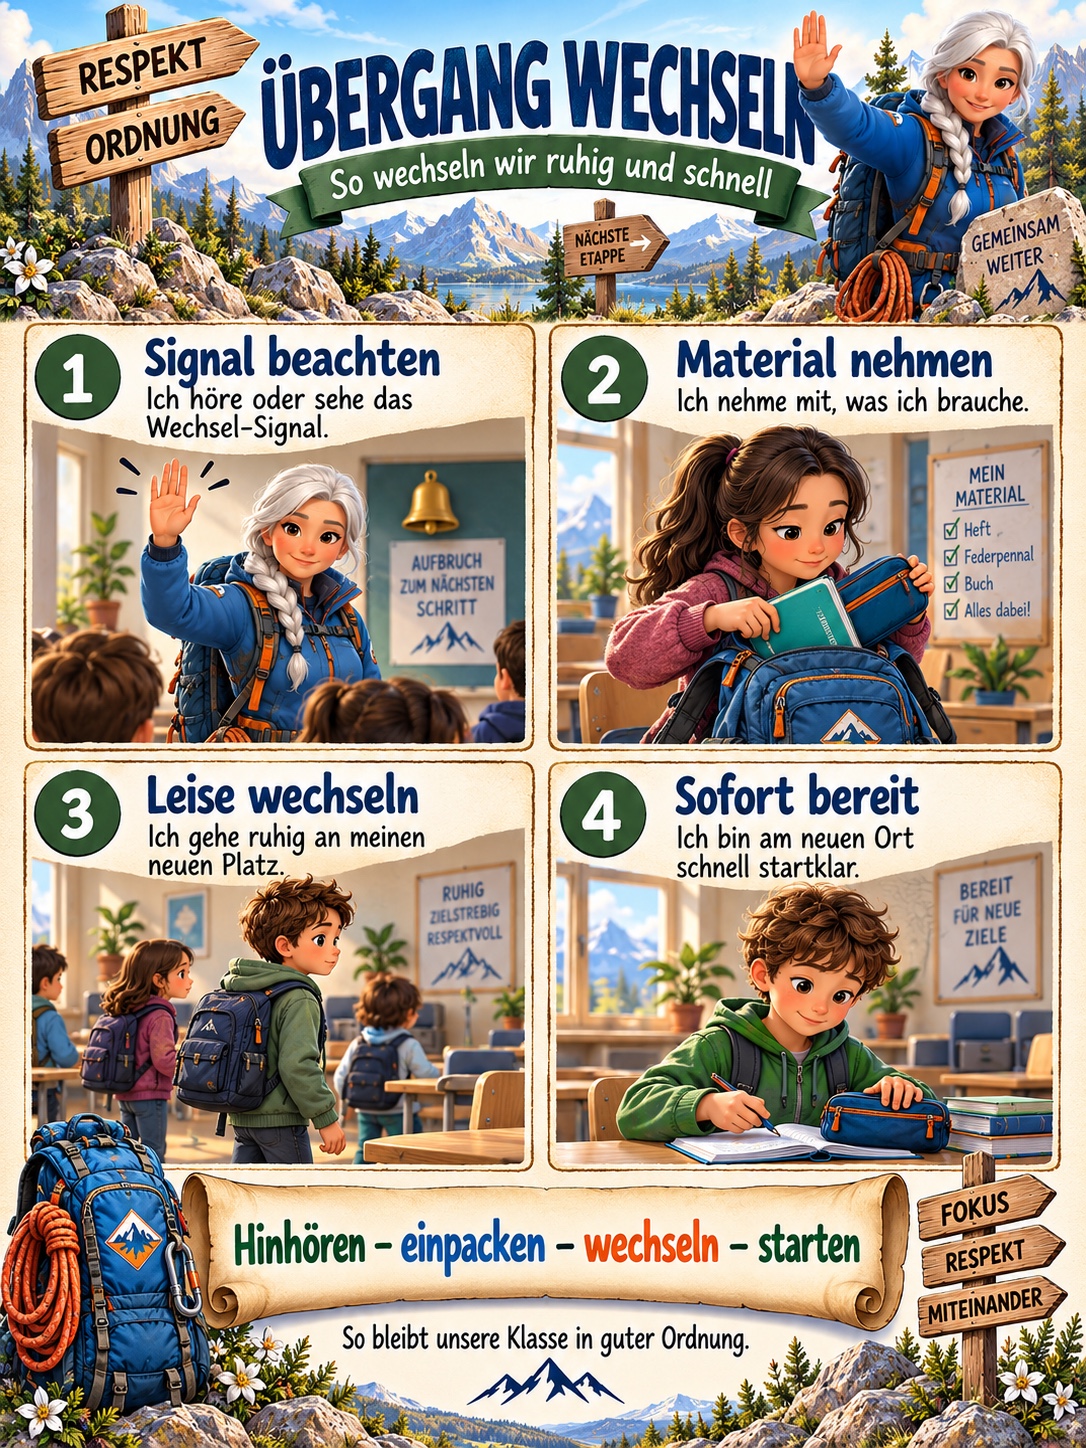 RESPEKT
ORDNUNG
ÜBERGANG WECHSELN
So wechseln wir ruhig und schnell
NÄCHSTE
ETAPPE
GEMEINSAM
WEITER
1
Signal beachten
Ich höre oder sehe das
Wechsel-Signal.
AUFBRUCH
ZUM NÄCHSTEN
SCHRITT
2
Material nehmen
Ich nehme mit, was ich brauche.
MEIN
MATERIAL
Heft
Federpennal
Buch
Alles dabei!
3
Leise wechseln
Ich gehe ruhig an meinen
neuen Platz.
RUHIG
ZIELSTREBIG
RESPEKTVOLL
4
Sofort bereit
Ich bin am neuen Ort
schnell startklar.
BEREIT
FÜR NEUE
ZIELE
Hinhören – einpacken – wechseln – starten
So bleibt unsere Klasse in guter Ordnung.
FOKUS
RESPEKT
MITEINANDER